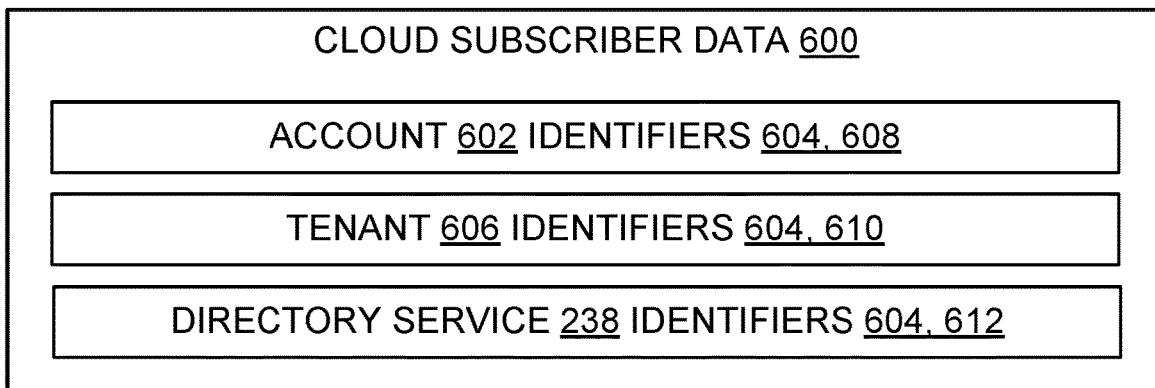 CLOUD SUBSCRIBER DATA 600
ACCOUNT 602 IDENTIFIERS 604, 608
TENANT 606 IDENTIFIERS 604, 610
DIRECTORY SERVICE 238 IDENTIFIERS 604, 612